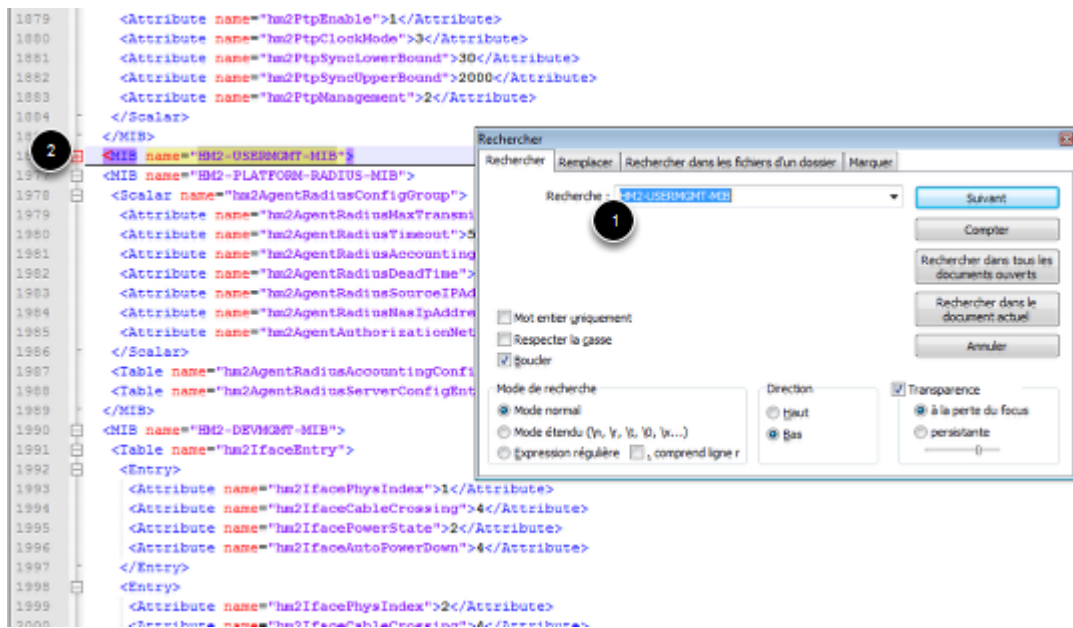 1879 <Attribute name="hm2PtpEnable">1</Attribute>
1880 <Attribute name="hm2PtpClockMode">3</Attribute>
1881 <Attribute name="hm2PtpSyncLowerBound">30</Attribute>
1882 <Attribute name="hm2PtpSyncUpperBound">2000</Attribute>
1883 <Attribute name="hm2PtpManagement">2</Attribute>
1884 </Scalar>
</MIB>
2 <MIB name="HM2-USERMGMT-MIB">
<MIB name="HM2-PLATFORM-RADIUS-MIB">
1978 <Scalar name="hm2AgentRadiusConfigGroup">
1979 <Attribute name="hm2AgentRadiusMaxTransmi
1980 <Attribute name="hm2AgentRadiusTimeout">5
1981 <Attribute name="hm2AgentRadiusAccounting
1982 <Attribute name="hm2AgentRadiusDeadTime">
1983 <Attribute name="hm2AgentRadiusSourceIPAd
1984 <Attribute name="hm2AgentRadiusNasIpAddre
1985 <Attribute name="hm2AgentAuthorizationNet
1986 </Scalar>
1987 <Table name="hm2AgentRadiusAccountingConfi
1988 <Table name="hm2AgentRadiusServerConfigEnt
1989 </MIB>
1990 <MIB name="HM2-DEVMGMT-MIB">
1991 <Table name="hm2IfaceEntry">
1992 <Entry>
1993 <Attribute name="hm2IfacePhysIndex">1</Attribute>
1994 <Attribute name="hm2IfaceCableCrossing">4</Attribute>
1995 <Attribute name="hm2IfacePowerState">2</Attribute>
1996 <Attribute name="hm2IfaceAutoPowerDown">4</Attribute>
1997 </Entry>
1998 <Entry>
1999 <Attribute name="hm2IfacePhysIndex">2</Attribute>
2000 <Attribute name="hm2IfaceCableCrossing">4</Attribute>
Rechercher
Rechercher Remplacer Rechercher dans les fichiers d'un dossier Marquer
Recherche : HM2-USERMGMT-MIB
1
Suivant
Compter
Rechercher dans tous les
documents ouverts
Rechercher dans le
document actuel
Annuler
Mot entier uniquement
Respecter la casse
Boucler
Mode de recherche
Mode normal
Mode étendu (\n, \r, \t, \0, \x...)
Expression régulière . comprend ligne r
Direction
Haut
Bas
Transparence
à la perte du focus
persistante